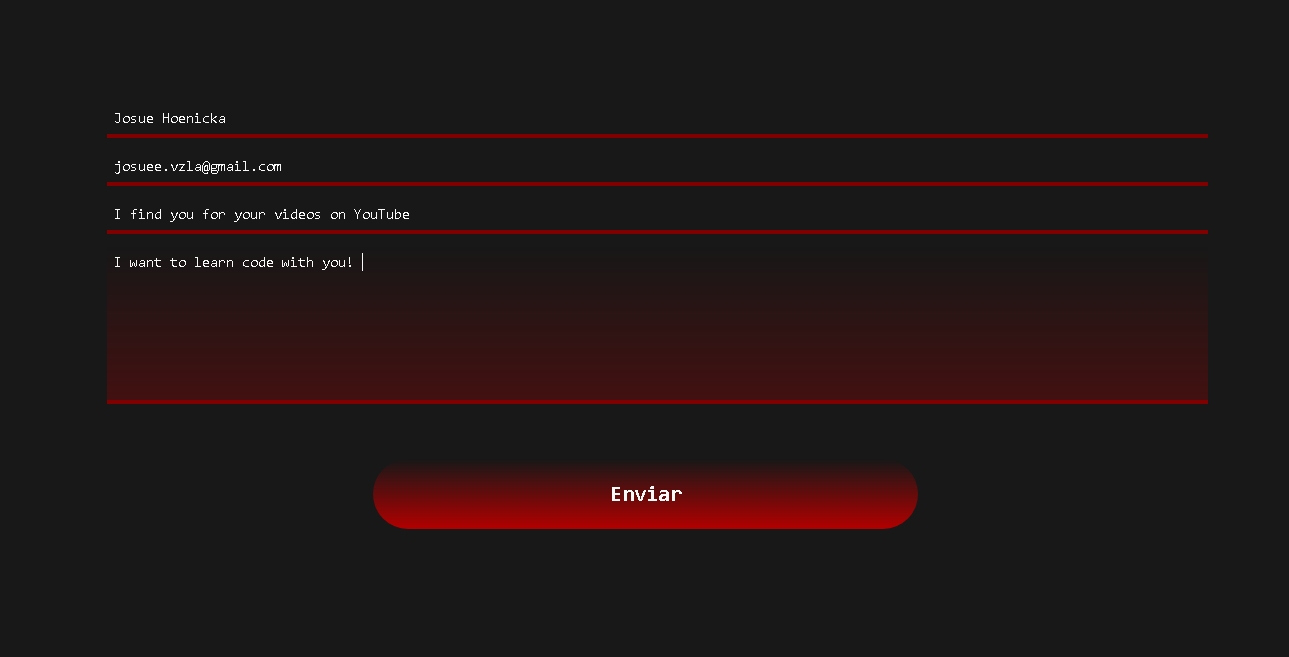 Josue Hoenicka
josuee.vzla@gmail.com
I find you for your videos on YouTube
I want to learn code with you!
Enviar